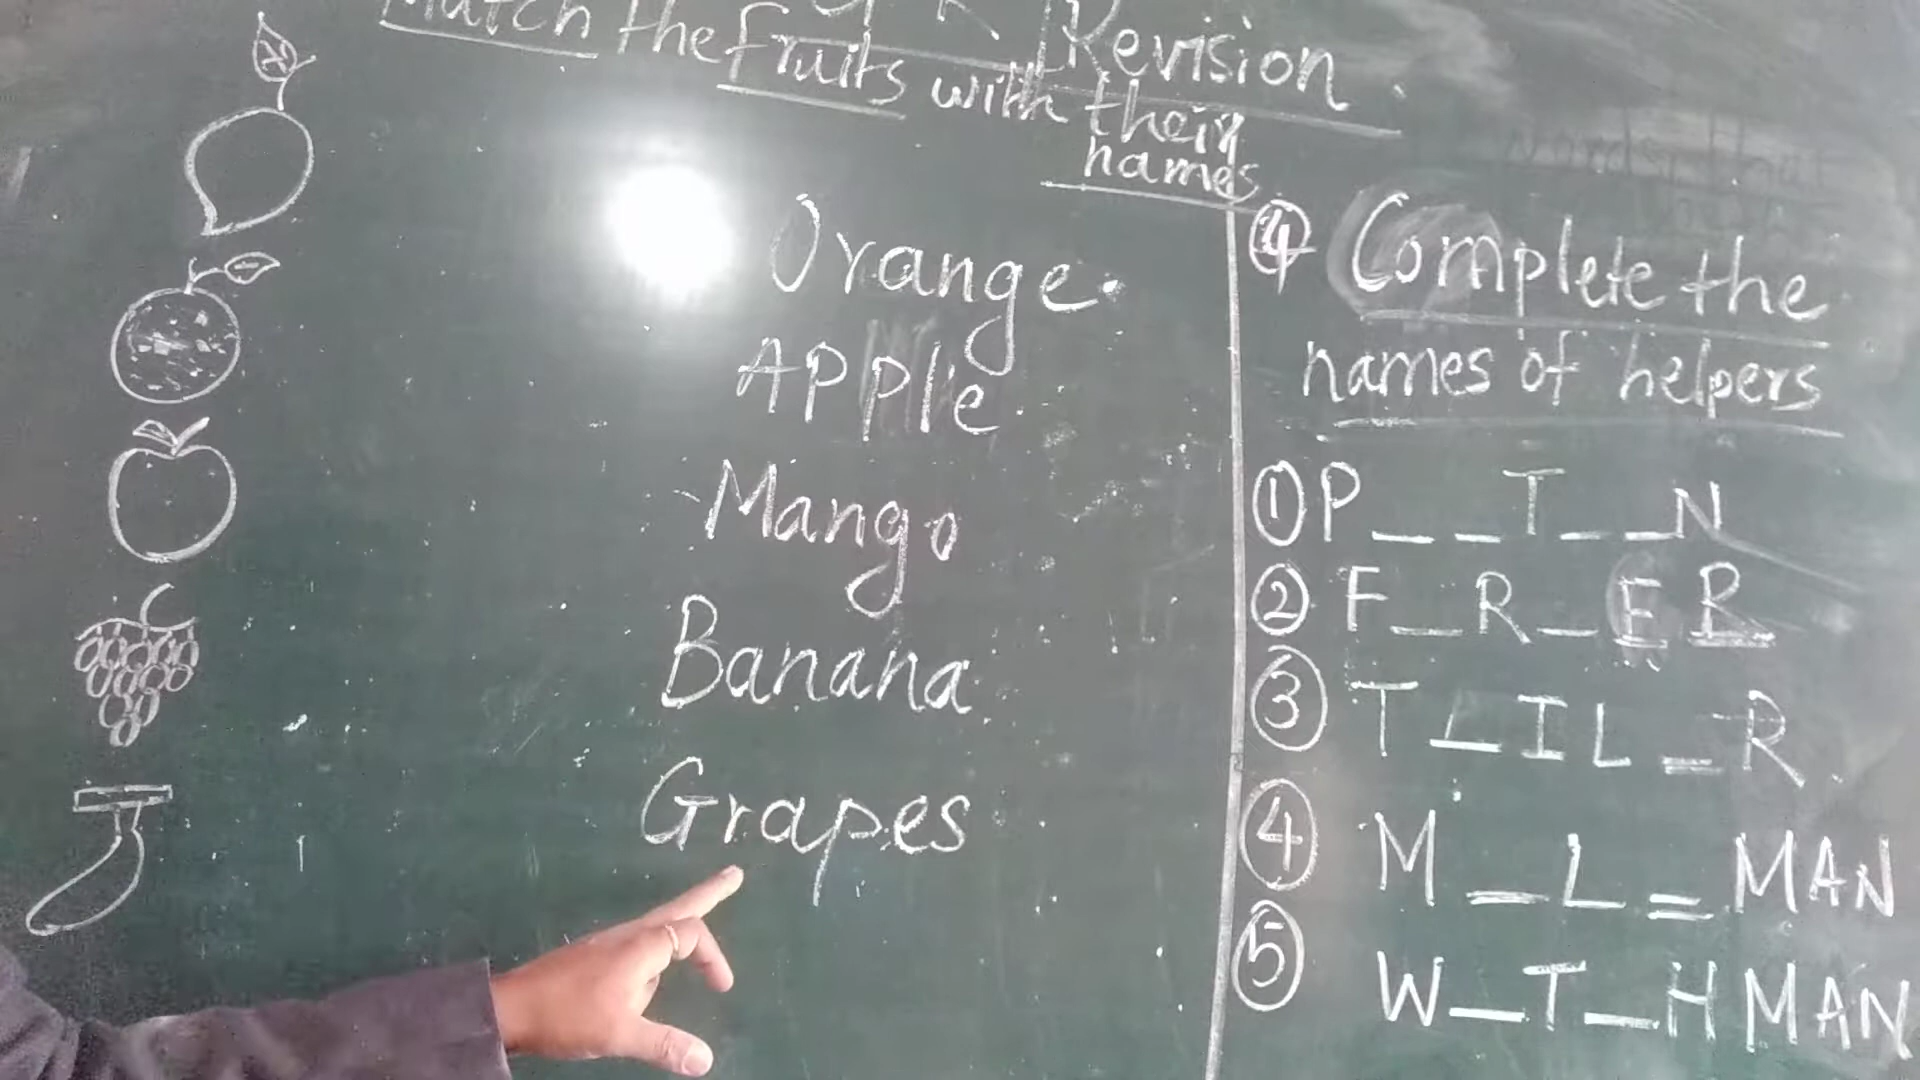 Revision
Match the fruits with their
names
Orange
Apple
Mango
Banana
Grapes
④ Complete the
names of helpers
① P _ _ T _ _ N
② F _ R _ E R
③ T _ I L _ R
④ M _ L _ MAN
⑤ W _ T _ H MAN